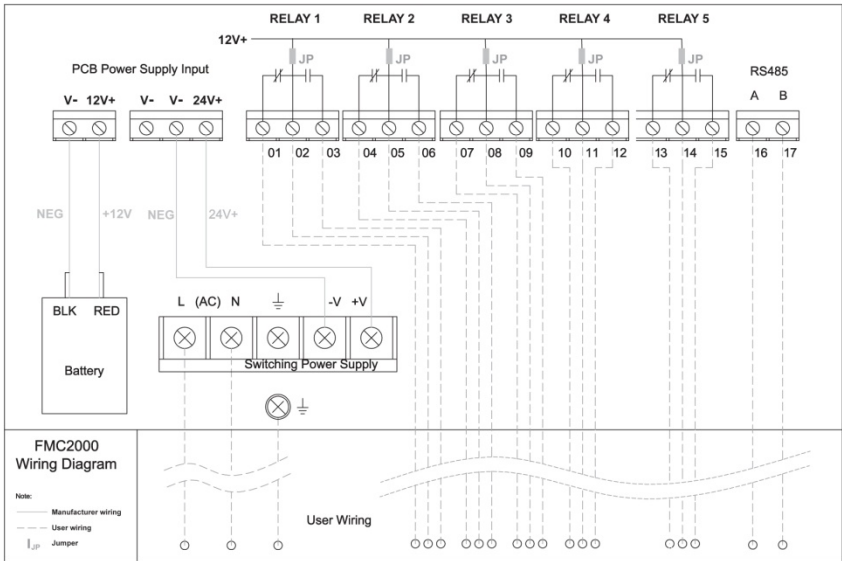 RELAY 1 RELAY 2 RELAY 3 RELAY 4 RELAY 5
12V+
JP JP JP JP JP
PCB Power Supply Input
RS485
V- 12V+ V- V- 24V+
A B
01 02 03 04 05 06 07 08 09 10 11 12 13 14 15 16 17
NEG +12V NEG 24V+
BLK RED
Battery
L (AC) N -V +V
Switching Power Supply
FMC2000
Wiring Diagram
Note:
Manufacturer wiring
User wiring
JP Jumper
User Wiring